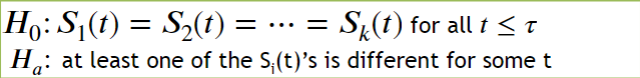 H₀: S₁(t) = S₂(t) = ⋯ = Sₖ(t) for all t ≤ τ
Hₐ: at least one of the Sᵢ(t)'s is different for some t